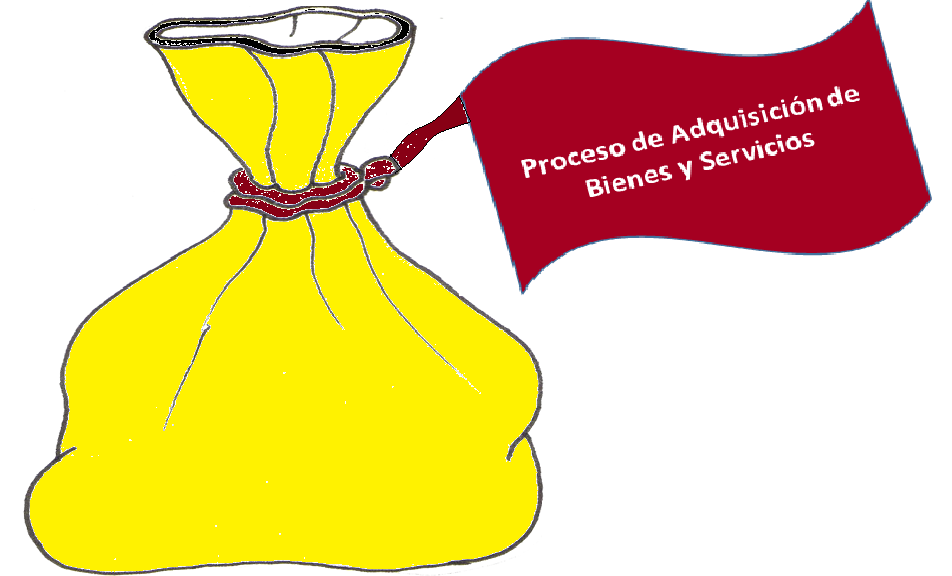 Proceso de Adquisición de
Bienes y Servicios